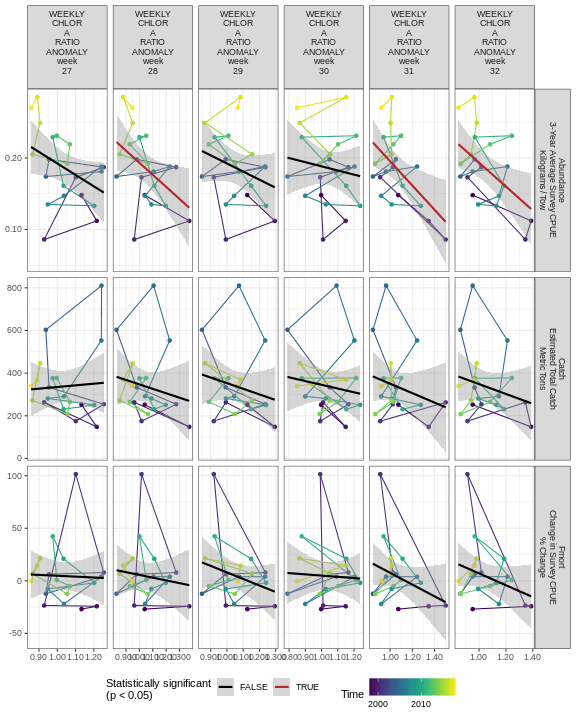 WEEKLY
CHLOR
A
RATIO
ANOMALY
week
27
WEEKLY
CHLOR
A
RATIO
ANOMALY
week
28
WEEKLY
CHLOR
A
RATIO
ANOMALY
week
29
WEEKLY
CHLOR
A
RATIO
ANOMALY
week
30
WEEKLY
CHLOR
A
RATIO
ANOMALY
week
31
WEEKLY
CHLOR
A
RATIO
ANOMALY
week
32
0.20
0.10
Abundance
3-Year Average Survey CPUE
Kilograms / Tow
800
600
400
200
0
Catch
Estimated Total Catch
Metric Tons
100
50
0
-50
Fmort
Change in Survey CPUE
% Change
0.90 1.00 1.10 1.20
1.00 1.20 1.40
1.00 1.20 1.40
Statistically significant
(p < 0.05)
FALSE
TRUE
Time
2000 2010